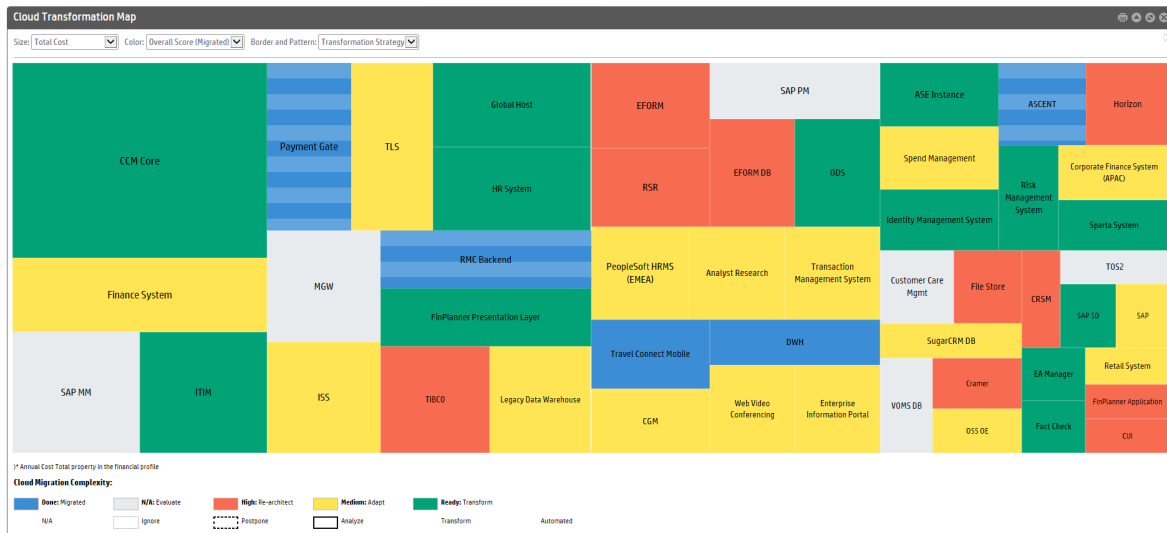 Cloud Transformation Map
Size: Total Cost Color: Overall Score (Migrated) Border and Pattern: Transformation Strategy
CCM Core
Payment Gate
TLS
Global Host
HR System
EFORM
RSR
SAP PM
EFORM DB
ODS
ASE Instance
ASCENT
Horizon
Spend Management
Corporate Finance System
(APAC)
Risk
Management
System
Identity Management System
Sparta System
RMC Backend
MGW
FinPlanner Presentation Layer
PeopleSoft HRMS
(EMEA)
Analyst Research
Transaction
Management System
Customer Care
Mgmt
File Store
CRSM
TOS2
SAP SD
SAP
Finance System
Travel Connect Mobile
DWH
SugarCRM DB
SAP MM
ITIM
ISS
TIBCO
Legacy Data Warehouse
CGM
Web Video
Conferencing
Enterprise
Information Portal
VOMS DB
Cramer
OSS OE
EA Manager
Fact Check
Retail System
FinPlanner Application
CUI
)* Annual Cost Total property in the financial profile
Cloud Migration Complexity:
Done: Migrated N/A: Evaluate High: Re-architect Medium: Adapt Ready: Transform
N/A Ignore Postpone Analyze Transform Automated